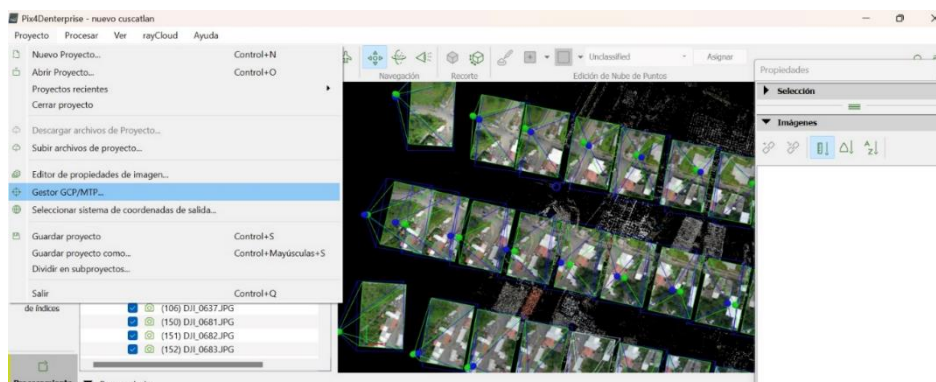 Pix4Denterprise - nuevo cuscatlan
Proyecto Procesar Ver rayCloud Ayuda
Nuevo Proyecto... Control+N
Abrir Proyecto... Control+O
Proyectos recientes
Cerrar proyecto
Descargar archivos de Proyecto...
Subir archivos de proyecto...
Editor de propiedades de imagen...
Gestor GCP/MTP...
Seleccionar sistema de coordenadas de salida...
Guardar proyecto Control+S
Guardar proyecto como... Control+Mayúsculas+S
Dividir en subproyectos...
Salir Control+Q
de índices
(106) DJI_0637.JPG
(150) DJI_0681.JPG
(151) DJI_0682.JPG
(152) DJI_0683.JPG
Unclassified Asignar
Navegación Recorte Edición de Nube de Puntos
Propiedades
Selección
Imágenes